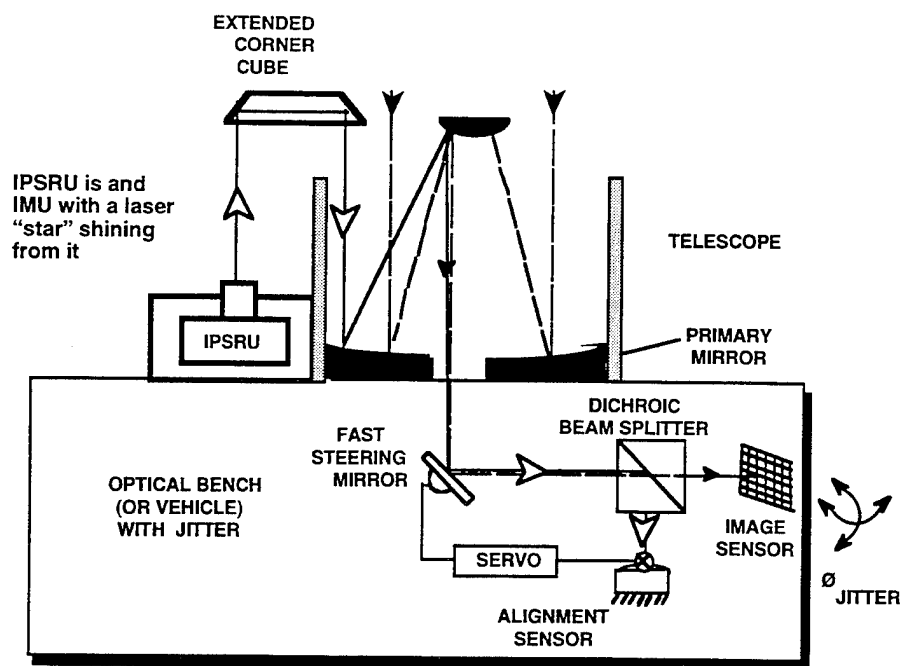 EXTENDED
CORNER
CUBE
IPSRU is and
IMU with a laser
“star” shining
from it
TELESCOPE
IPSRU
PRIMARY
MIRROR
DICHROIC
BEAM SPLITTER
FAST
STEERING
MIRROR
OPTICAL BENCH
(OR VEHICLE)
WITH JITTER
IMAGE
SENSOR
SERVO
ALIGNMENT
SENSOR
Ø
JITTER